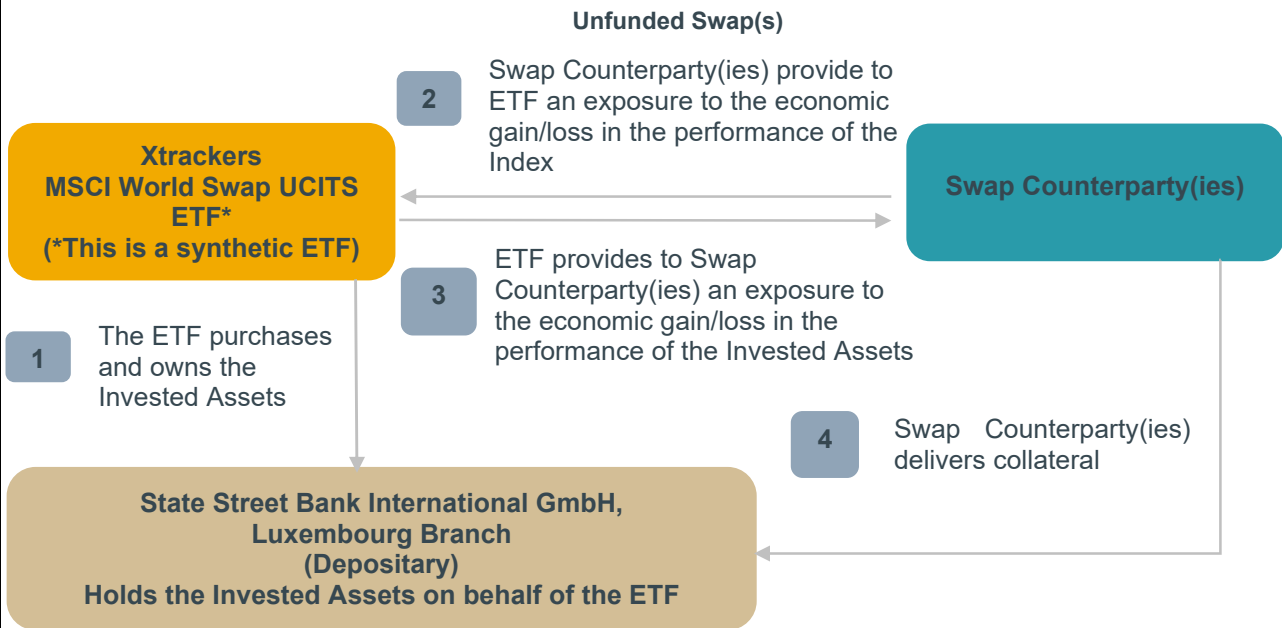 Unfunded Swap(s)
2
Swap Counterparty(ies) provide to
ETF an exposure to the economic
gain/loss in the performance of the
Index
Xtrackers
MSCI World Swap UCITS
ETF*
(*This is a synthetic ETF)
Swap Counterparty(ies)
3
ETF provides to Swap
Counterparty(ies) an exposure to
the economic gain/loss in the
performance of the Invested Assets
1
The ETF purchases
and owns the
Invested Assets
4
Swap Counterparty(ies)
delivers collateral
State Street Bank International GmbH,
Luxembourg Branch
(Depositary)
Holds the Invested Assets on behalf of the ETF